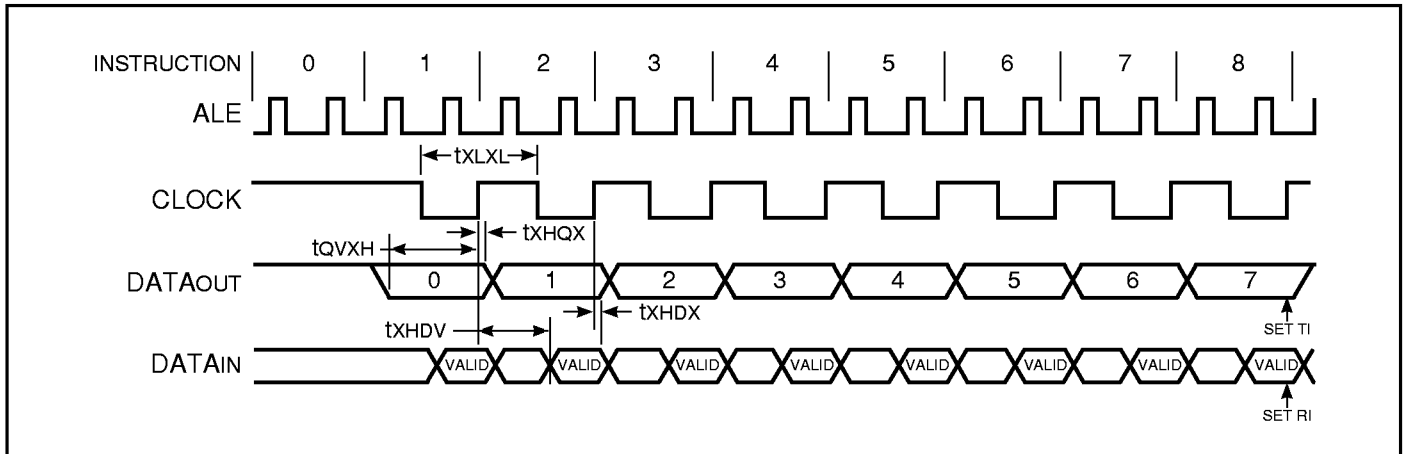 INSTRUCTION 0 1 2 3 4 5 6 7 8
ALE
tXLXL
CLOCK
tXHQX
tQVXH
DATAOUT 0 1 2 3 4 5 6 7
tXHDX
tXHDV
SET TI
DATAIN VALID VALID VALID VALID VALID VALID VALID VALID
SET RI